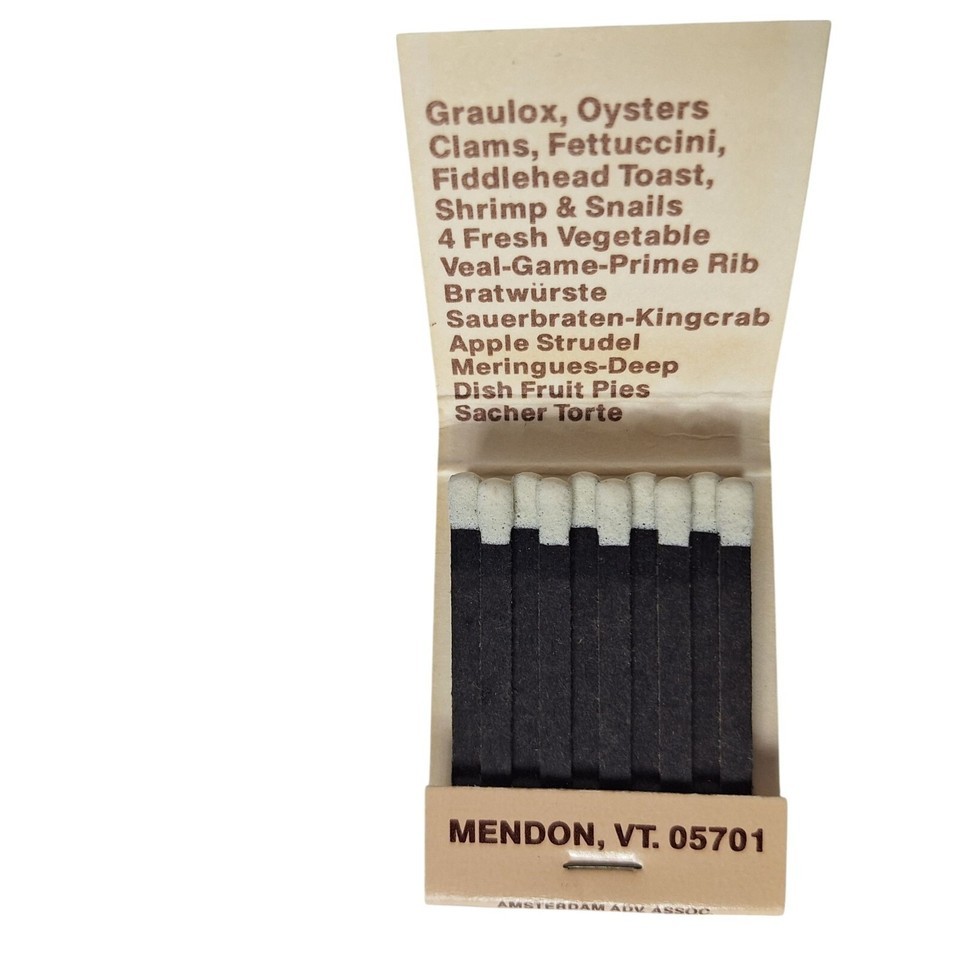 Graulox, Oysters
Clams, Fettuccini,
Fiddlehead Toast,
Shrimp & Snails
4 Fresh Vegetable
Veal-Game-Prime Rib
Bratwürste
Sauerbraten-Kingcrab
Apple Strudel
Meringues-Deep
Dish Fruit Pies
Sacher Torte
MENDON, VT. 05701
AMSTERDAM ADV. ASSOC